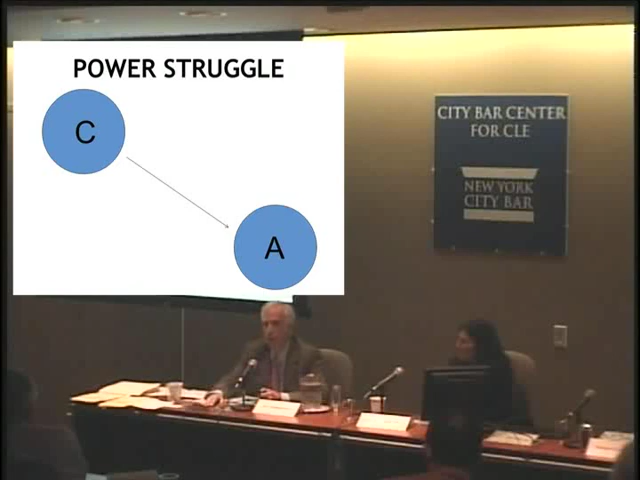 POWER STRUGGLE
C
A
CITY BAR CENTER
FOR CLE
NEW YORK
CITY BAR